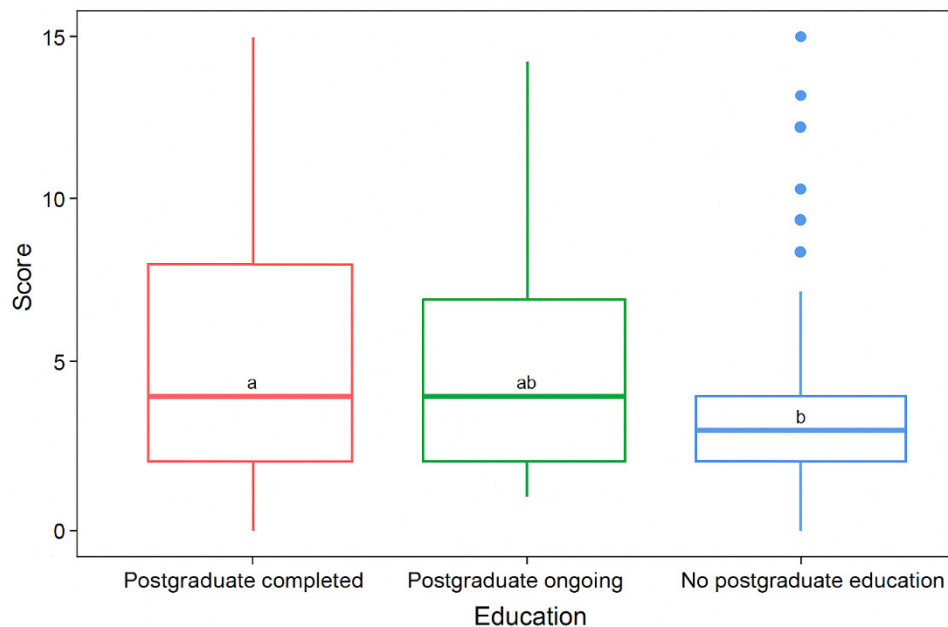 15
10
5
0
Score
a
ab
b
Postgraduate completed
Postgraduate ongoing
No postgraduate education
Education